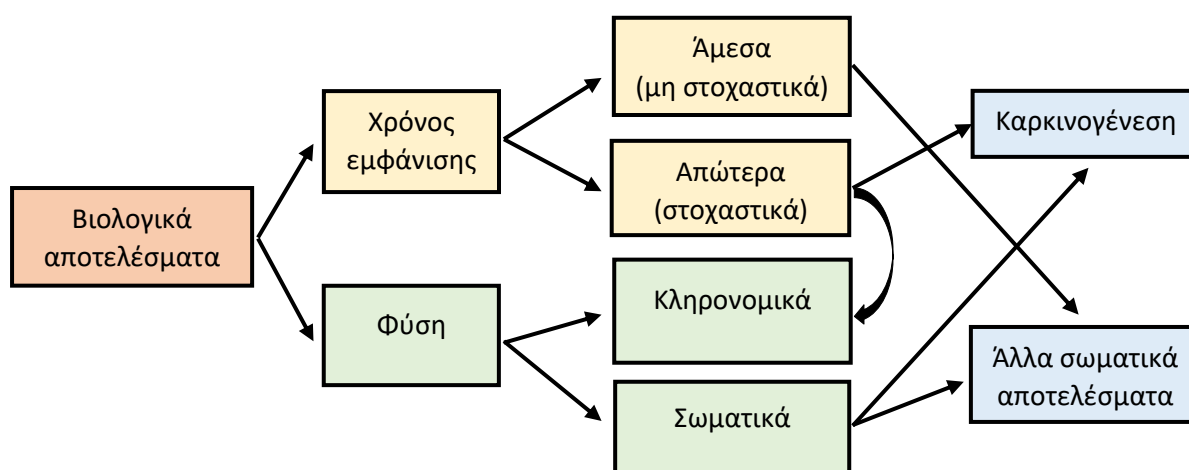 Βιολογικά
αποτελέσματα
Χρόνος
εμφάνισης
Φύση
Άμεσα
(μη στοχαστικά)
Απώτερα
(στοχαστικά)
Κληρονομικά
Σωματικά
Καρκινογένεση
Άλλα σωματικά
αποτελέσματα